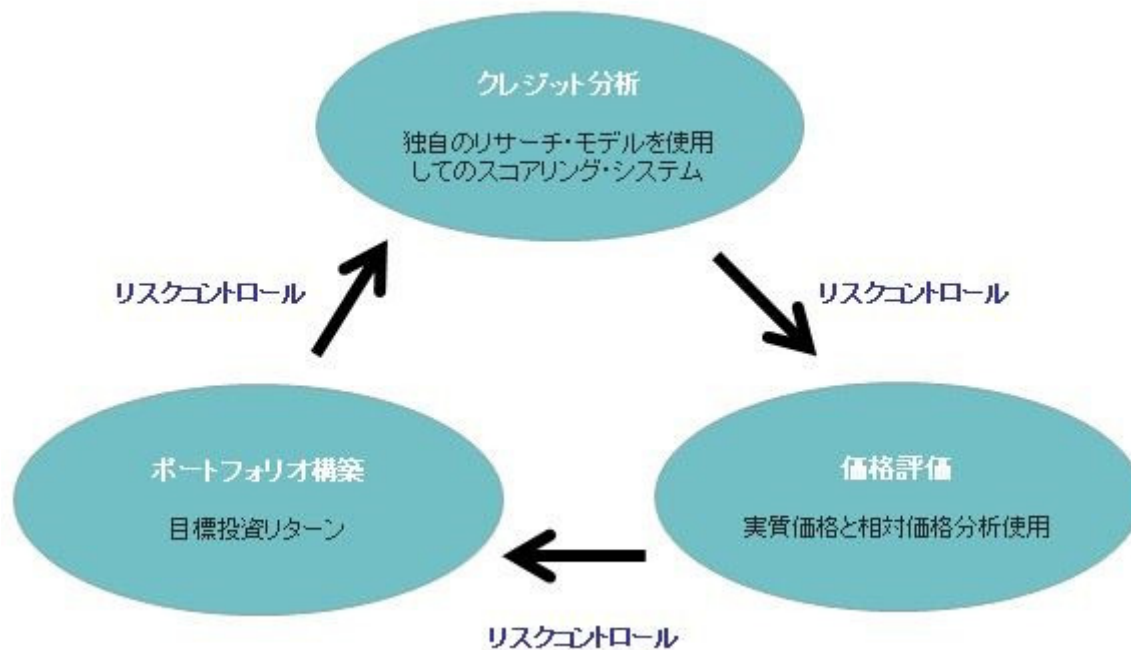 クレジット分析
独自のリサーチ・モデルを使用
してのスコアリング・システム
リスクコントロール
リスクコントロール
ポートフォリオ構築
目標投資リターン
価格評価
実質価格と相対価格分析使用
リスクコントロール